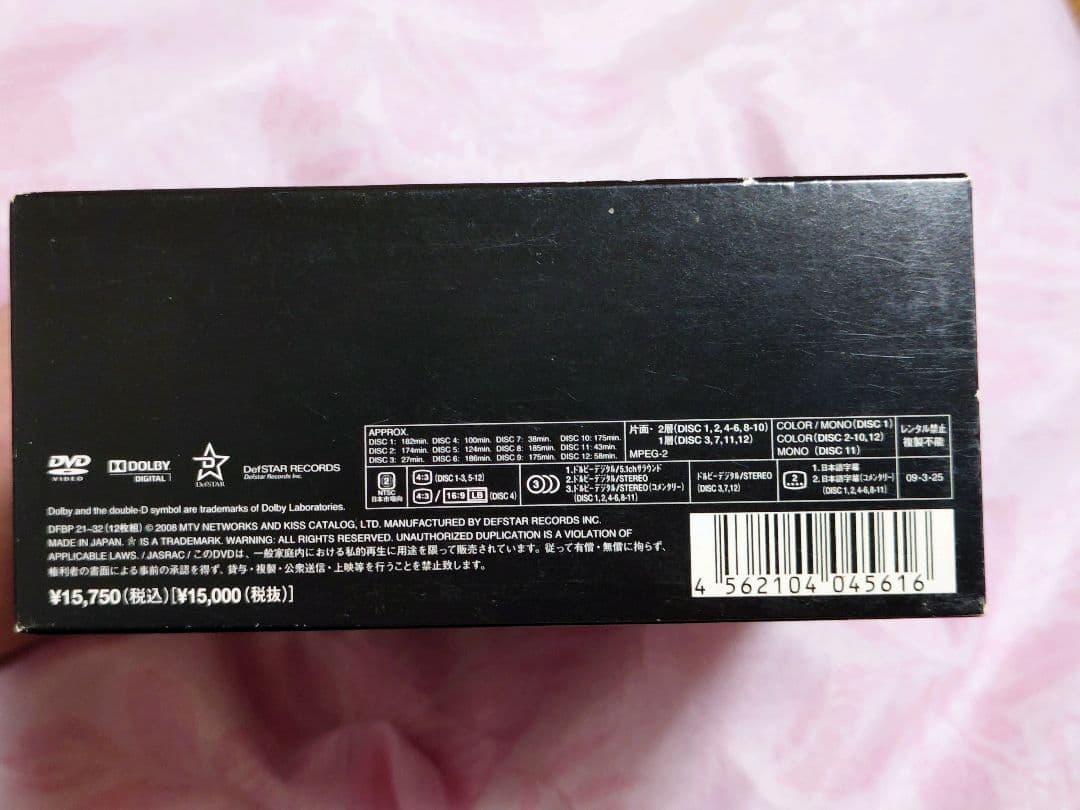 DVD
VIDEO
DOLBY
DIGITAL
D
DefSTAR
DefSTAR RECORDS
Defstar Records Inc.
APPROX.
DISC 1: 182min. DISC 4: 100min. DISC 7: 38min. DISC 10: 175min.
DISC 2: 174min. DISC 5: 124min. DISC 8: 185min. DISC 11: 43min.
DISC 3: 27min. DISC 6: 186min. DISC 9: 175min. DISC 12: 58min.
片面・2層(DISC 1,2,4-6,8-10)
1層(DISC 3,7,11,12)
MPEG-2
COLOR / MONO(DISC 1)
COLOR(DISC 2-10,12)
MONO (DISC 11)
レンタル禁止
複製不能
2
NTSC
日本市場向
4:3 (DISC 1-3, 5-12)
4:3 / 16:9 LB (DISC 4)
3
1.ドルビーデジタル/5.1chサラウンド
2.ドルビーデジタル/STEREO
3.ドルビーデジタル/STEREO(コメンタリー)
(DISC 1,2,4-6,8-11)
ドルビーデジタル/STEREO
(DISC 3,7,12)
2
1.日本語字幕
2.日本語字幕(コメンタリー)
(DISC 1,2,4-6,8-11)
09-3-25
Dolby and the double-D symbol are trademarks of Dolby Laboratories.
DFBP 21-32 (12枚組) © 2008 MTV NETWORKS AND KISS CATALOG, LTD. MANUFACTURED BY DEFSTAR RECORDS INC.
MADE IN JAPAN. ☆ IS A TRADEMARK. WARNING: ALL RIGHTS RESERVED. UNAUTHORIZED DUPLICATION IS A VIOLATION OF
APPLICABLE LAWS. / JASRAC / このDVDは、一般家庭内における私的再生に用途を限って販売されています。従って有償・無償に拘らず、
権利者の書面による事前の承認を得ず、貸与・複製・公衆送信・上映等を行うことを禁止致します。
¥15,750(税込)[¥15,000(税抜)]
4 562104 045616